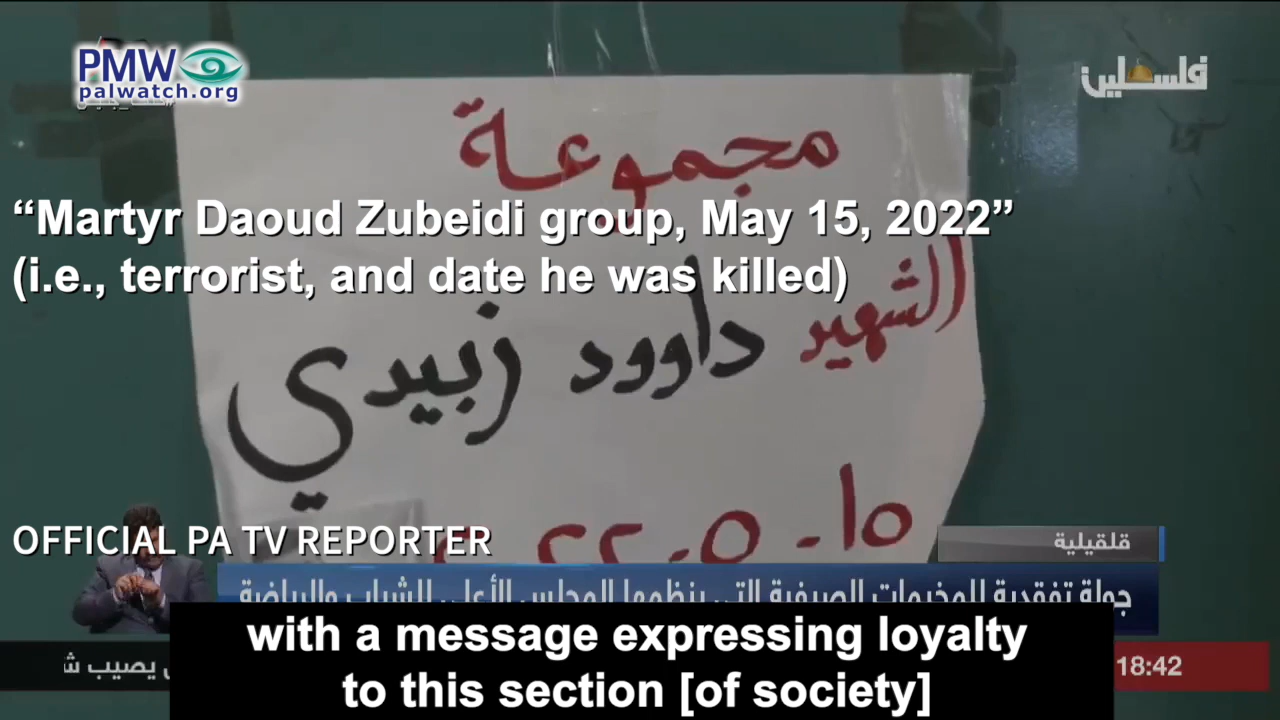 PMW
palwatch.org
فلسطين
مجموعة
“Martyr Daoud Zubeidi group, May 15, 2022”
(i.e., terrorist, and date he was killed)
الشهيد داوود زبيدي
١٥ - ٥ -
OFFICIAL PA TV REPORTER
قلقيلية
جولة تفقدية للمخيمات الصيفية التي ينظمها المجلس الأعلى للشباب والرياضة
with a message expressing loyalty
to this section [of society]
يصيب
18:42